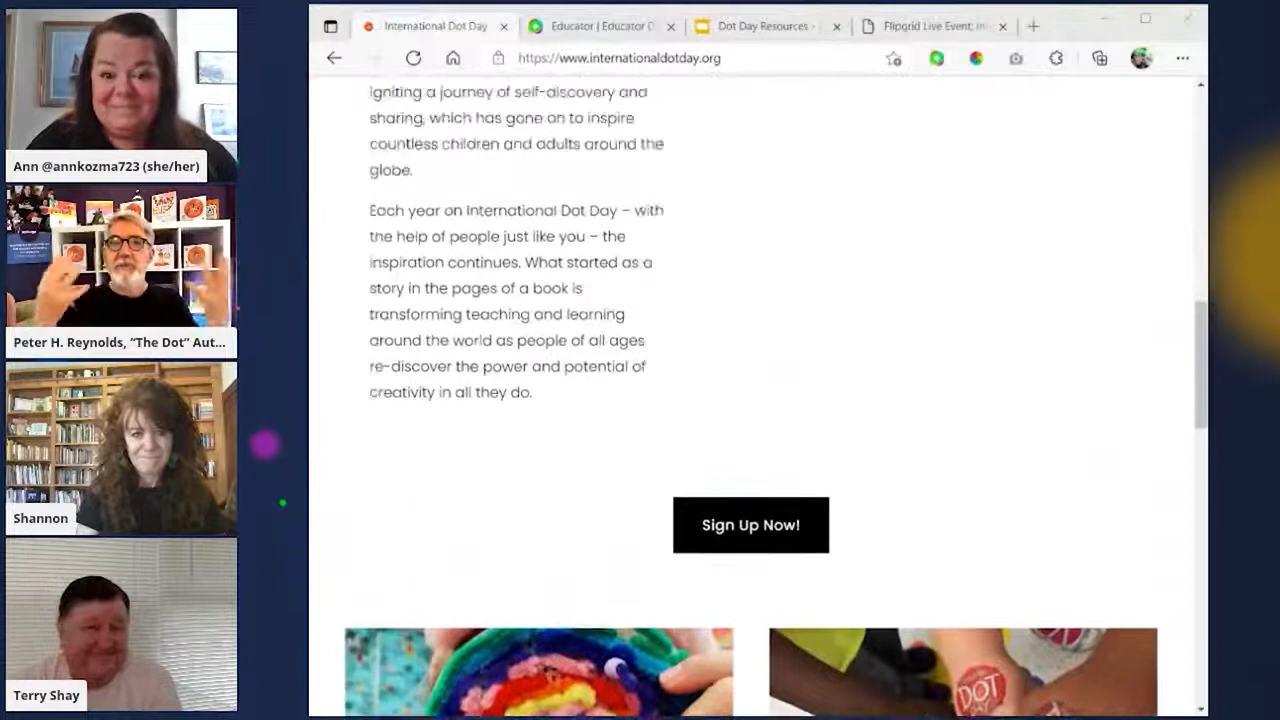 Ann @annkozma723 (she/her)
Peter H. Reynolds, “The Dot” Aut...
Shannon
Terry Shay
International Dot Day
Educator | Educator D
Dot Day Resources -
Flipgrid Live Event: In
https://www.internationaldotday.org
igniting a journey of self-discovery and
sharing, which has gone on to inspire
countless children and adults around the
globe.
Each year on International Dot Day – with
the help of people just like you – the
inspiration continues. What started as a
story in the pages of a book is
transforming teaching and learning
around the world as people of all ages
re-discover the power and potential of
creativity in all they do.
Sign Up Now!
DOT